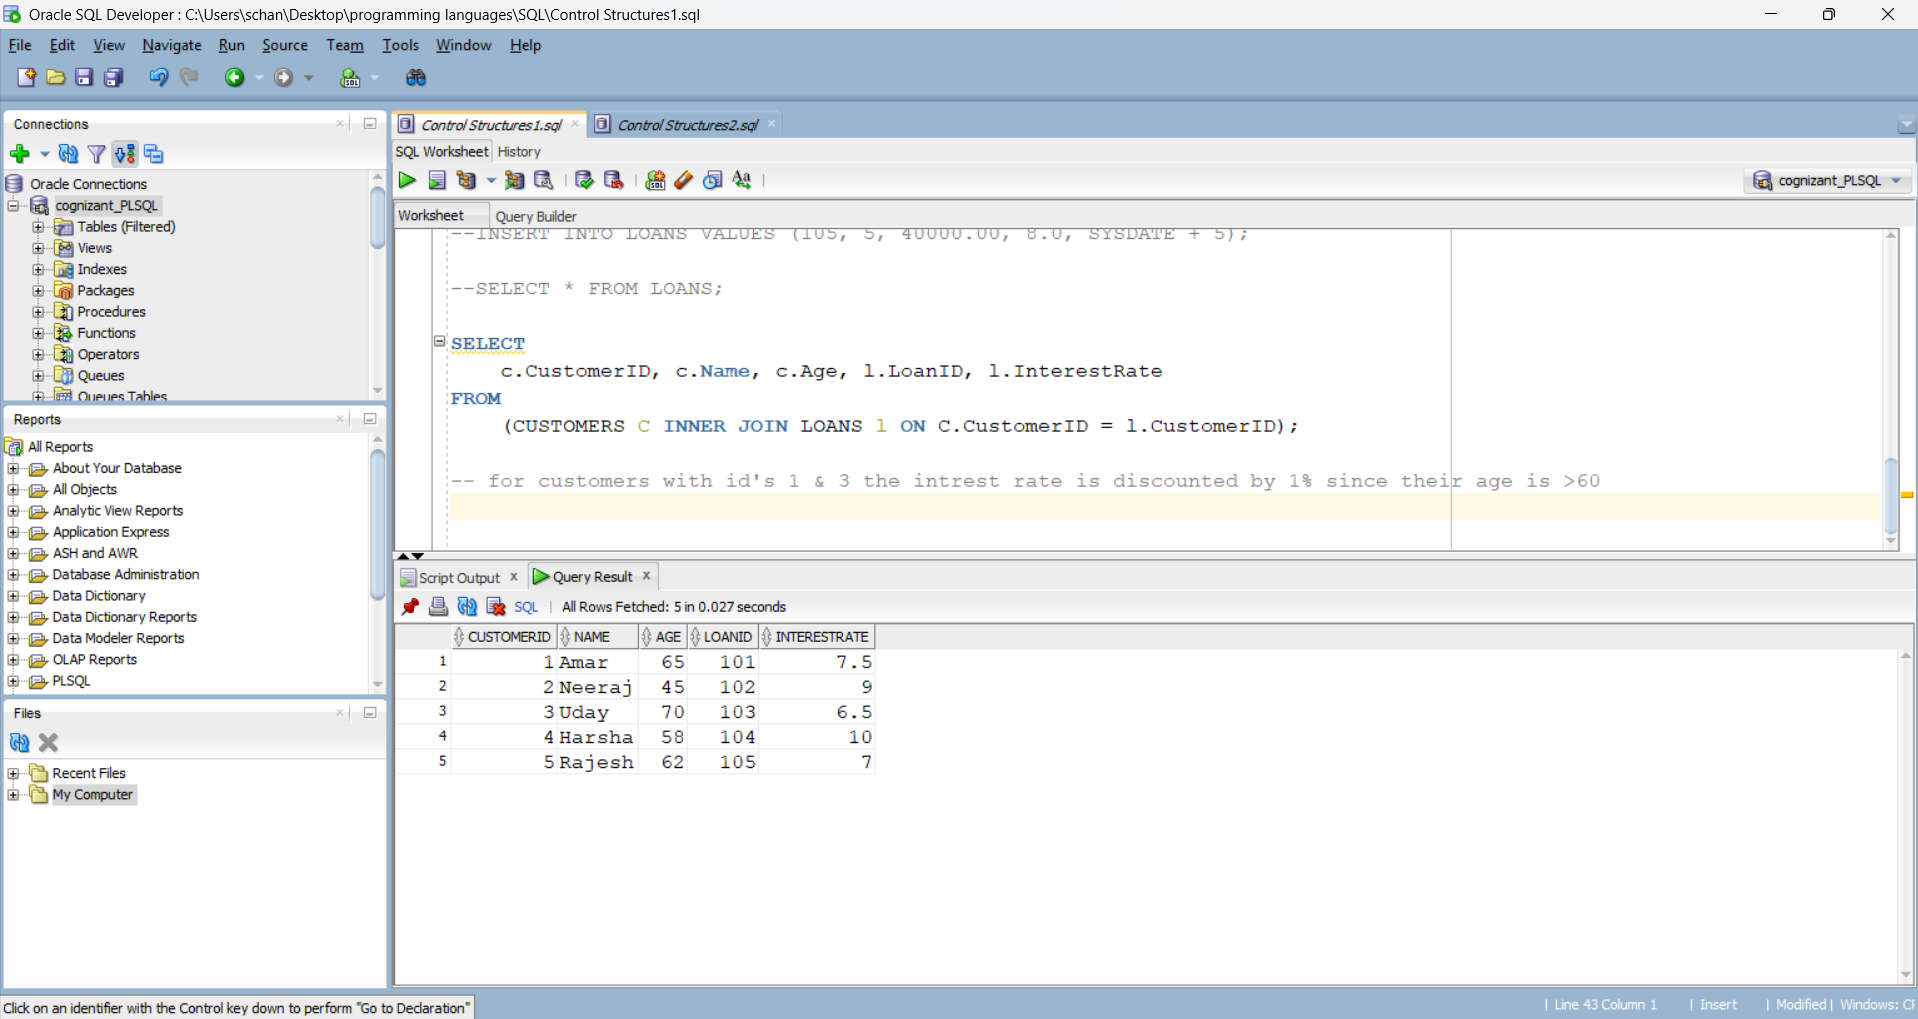 Oracle SQL Developer : C:\Users\schan\Desktop\programming languages\SQL\Control Structures1.sql
File Edit View Navigate Run Source Team Tools Window Help
Connections
Oracle Connections
cognizant_PLSQL
Tables (Filtered)
Views
Indexes
Packages
Procedures
Functions
Operators
Queues
Queues Tables
Reports
All Reports
About Your Database
All Objects
Analytic View Reports
Application Express
ASH and AWR
Database Administration
Data Dictionary
Data Dictionary Reports
Data Modeler Reports
OLAP Reports
PLSQL
Files
Recent Files
My Computer
Control Structures1.sql Control Structures2.sql
SQL Worksheet History
cognizant_PLSQL
Worksheet Query Builder
--INSERT INTO LOANS VALUES (105, 5, 40000.00, 8.0, SYSDATE + 5);
--SELECT * FROM LOANS;
SELECT
c.CustomerID, c.Name, c.Age, l.LoanID, l.InterestRate
FROM
(CUSTOMERS C INNER JOIN LOANS l ON C.CustomerID = l.CustomerID);
-- for customers with id's 1 & 3 the intrest rate is discounted by 1% since their age is >60
Script Output Query Result
SQL All Rows Fetched: 5 in 0.027 seconds
CUSTOMERID NAME AGE LOANID INTERESTRATE
1 1 Amar 65 101 7.5
2 2 Neeraj 45 102 9
3 3 Uday 70 103 6.5
4 4 Harsha 58 104 10
5 5 Rajesh 62 105 7
Click on an identifier with the Control key down to perform "Go to Declaration"
Line 43 Column 1 Insert Modified Windows: